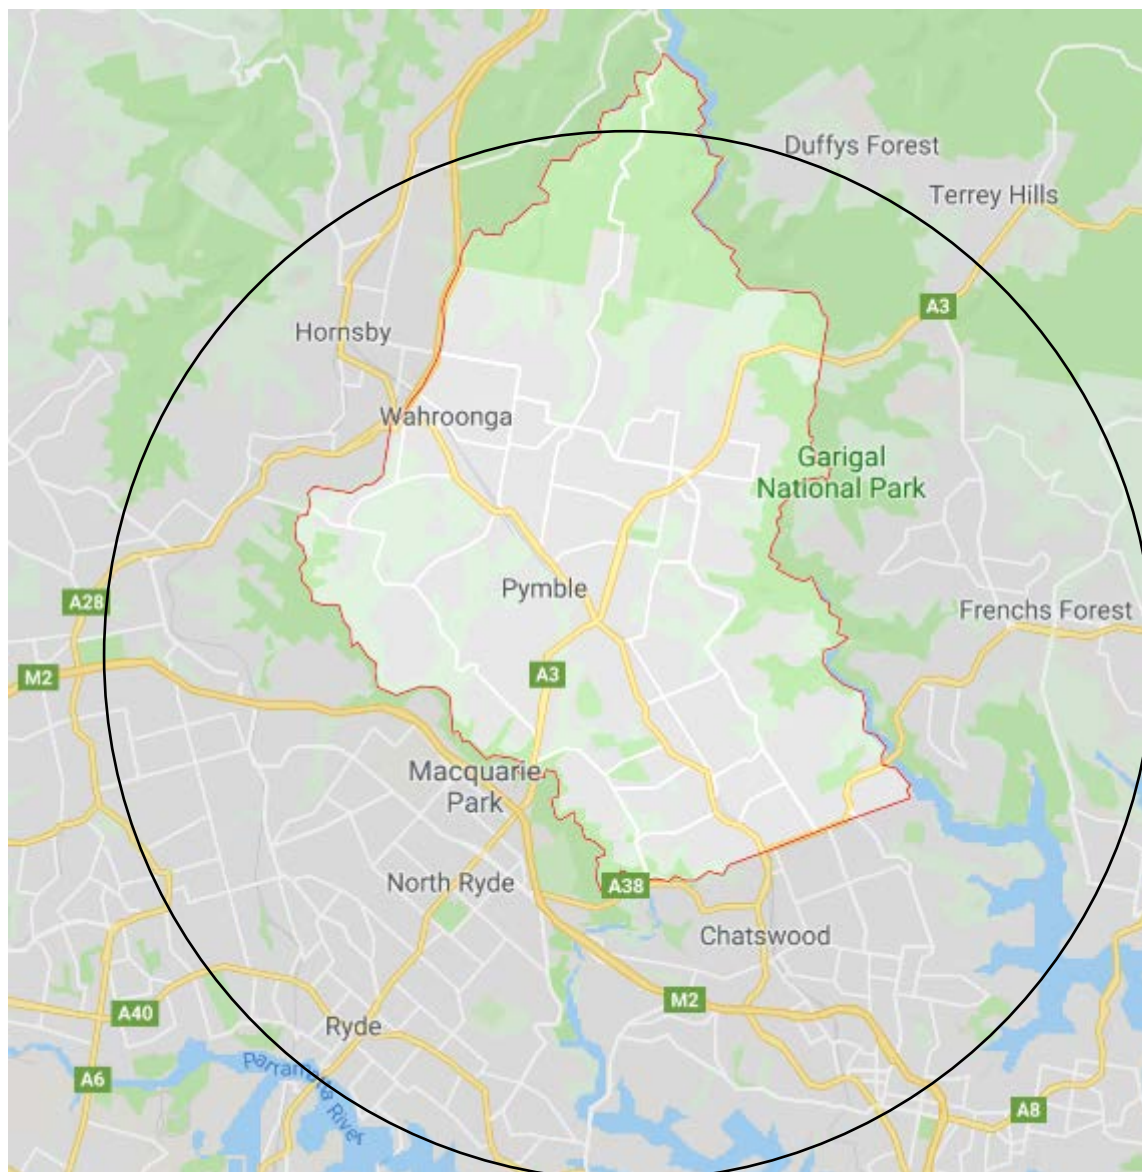 Duffys Forest
Terrey Hills
A3
Hornsby
Wahroonga
Garigal
National Park
Pymble
A28
Frenchs Forest
M2
A3
Macquarie
Park
North Ryde
A38
Chatswood
M2
A40
Ryde
Parramatta River
A6
A8